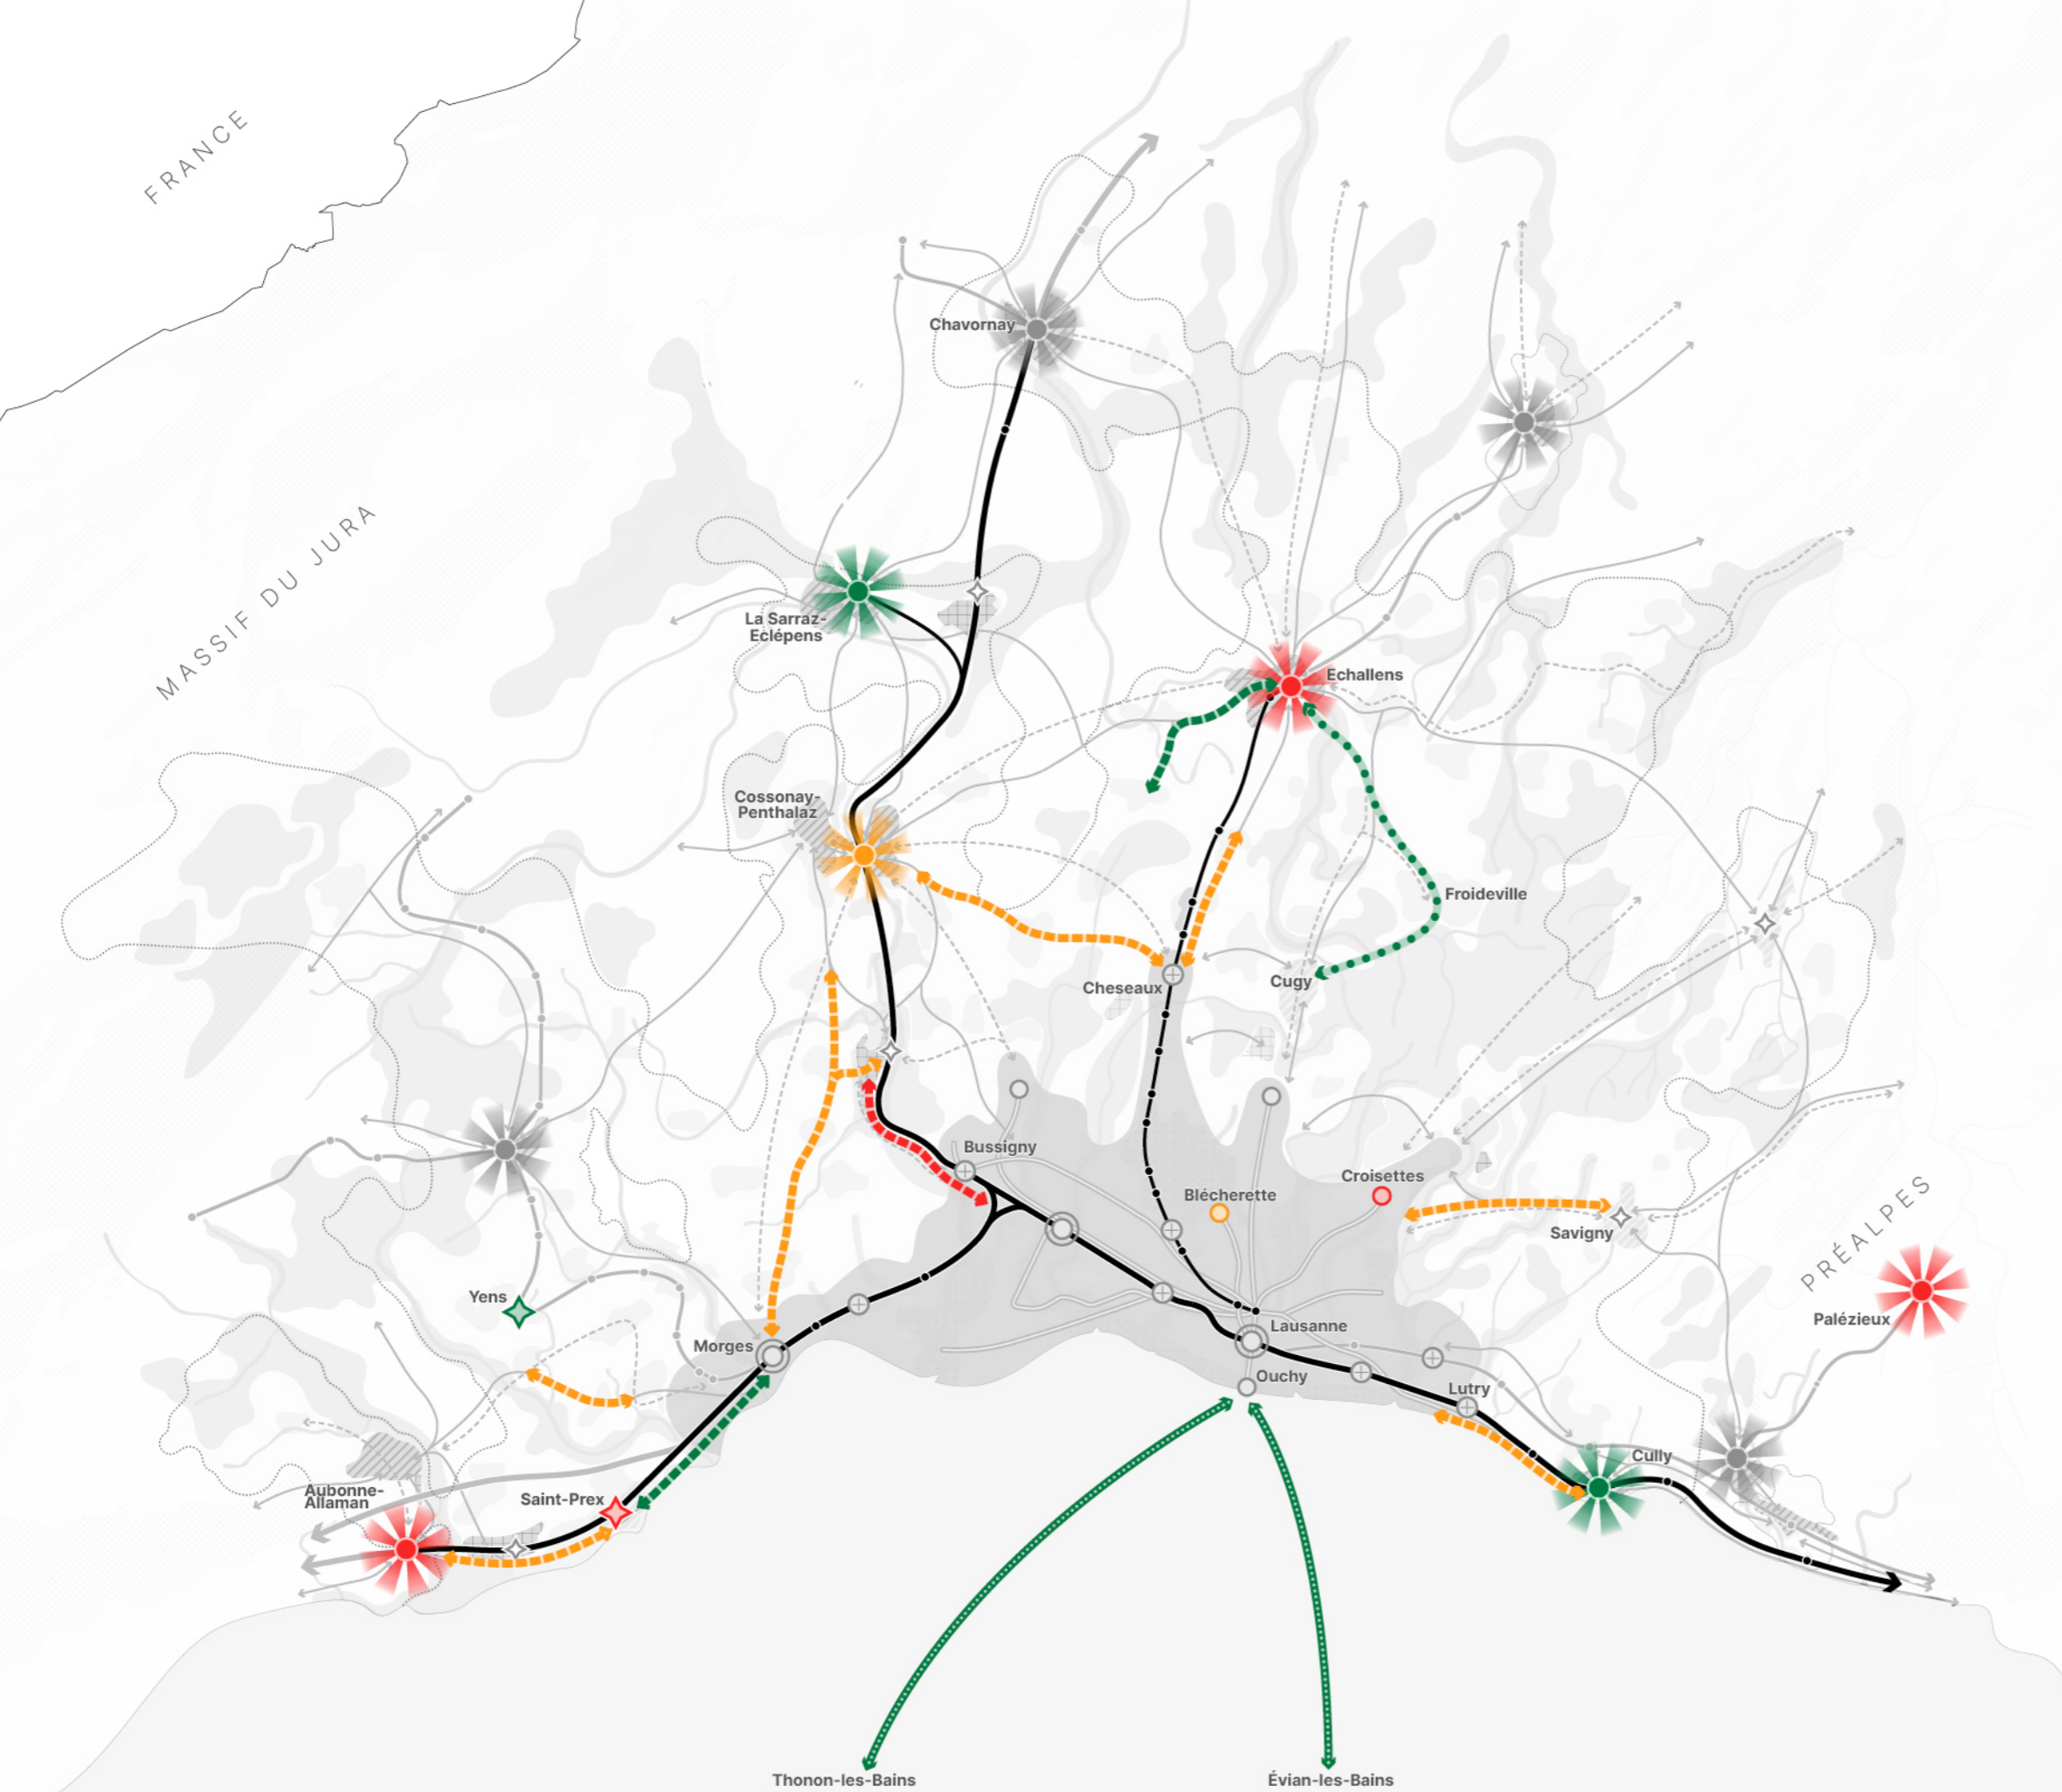 FRANCE
Chavornay
MASSIF DU JURA
La Sarraz-
Eclépens
Echallens
Cossonay-
Penthalaz
Froideville
Cheseaux
Cugy
Bussigny
Croisettes
Blécherette
Savigny
PRÉALPES
Yens
Palézieux
Lausanne
Morges
Ouchy
Lutry
Cully
Aubonne-
Allaman
Saint-Prex
Thonon-les-Bains
Évian-les-Bains